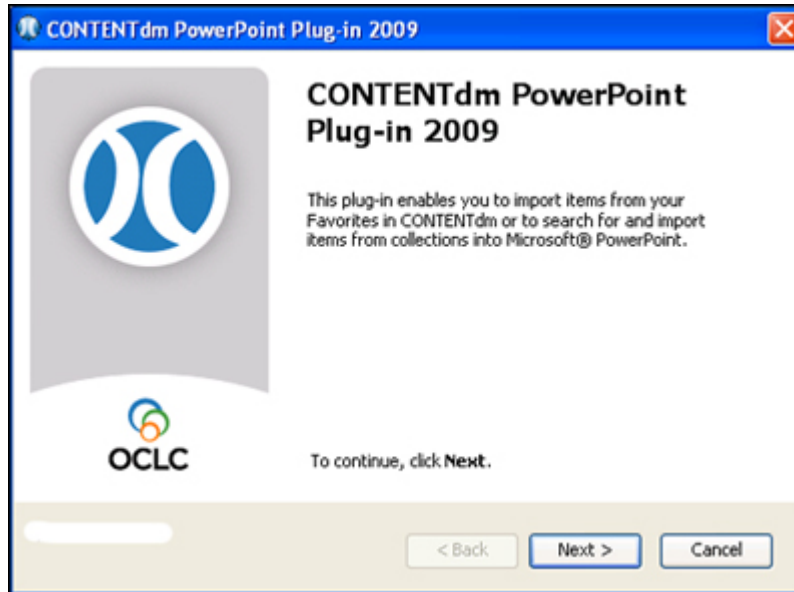 CONTENTdm PowerPoint Plug-in 2009
CONTENTdm PowerPoint
Plug-in 2009
This plug-in enables you to import items from your
Favorites in CONTENTdm or to search for and import
items from collections into Microsoft® PowerPoint.
OCLC
To continue, click Next.
< Back
Next >
Cancel